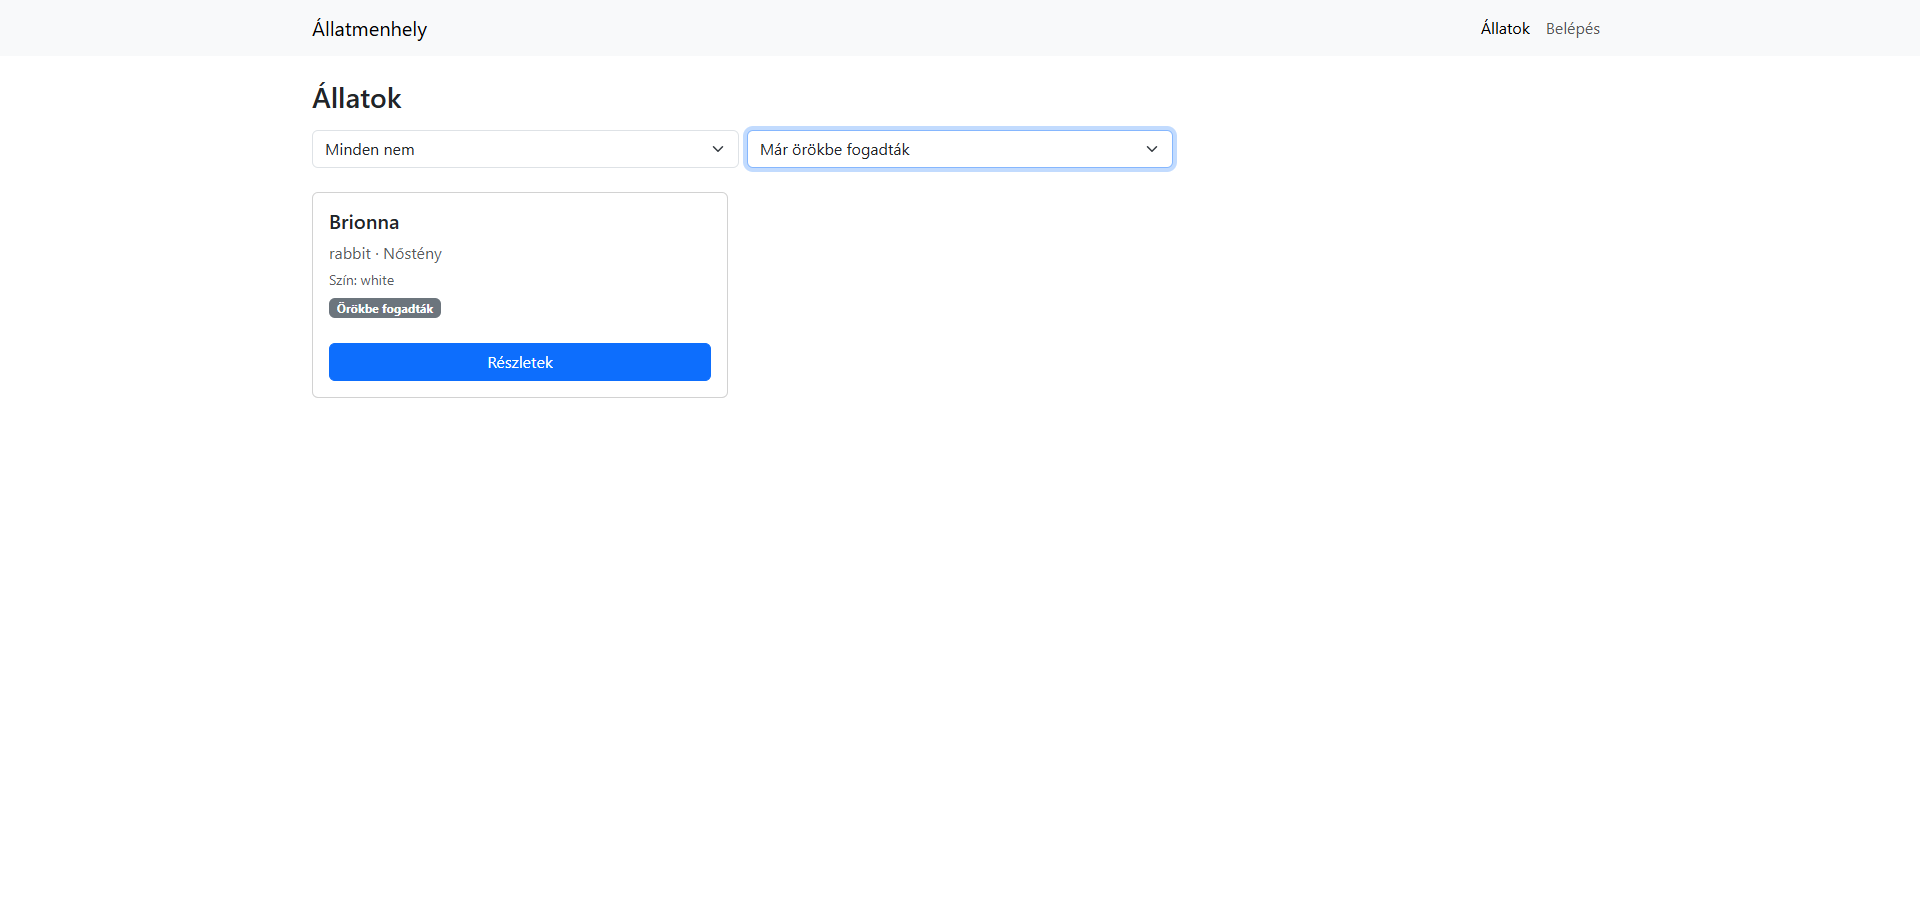 Állatmenhely
Állatok
Belépés
Állatok
Minden nem
Már örökbe fogadták
Brionna
rabbit · Nőstény
Szín: white
Örökbe fogadták
Részletek